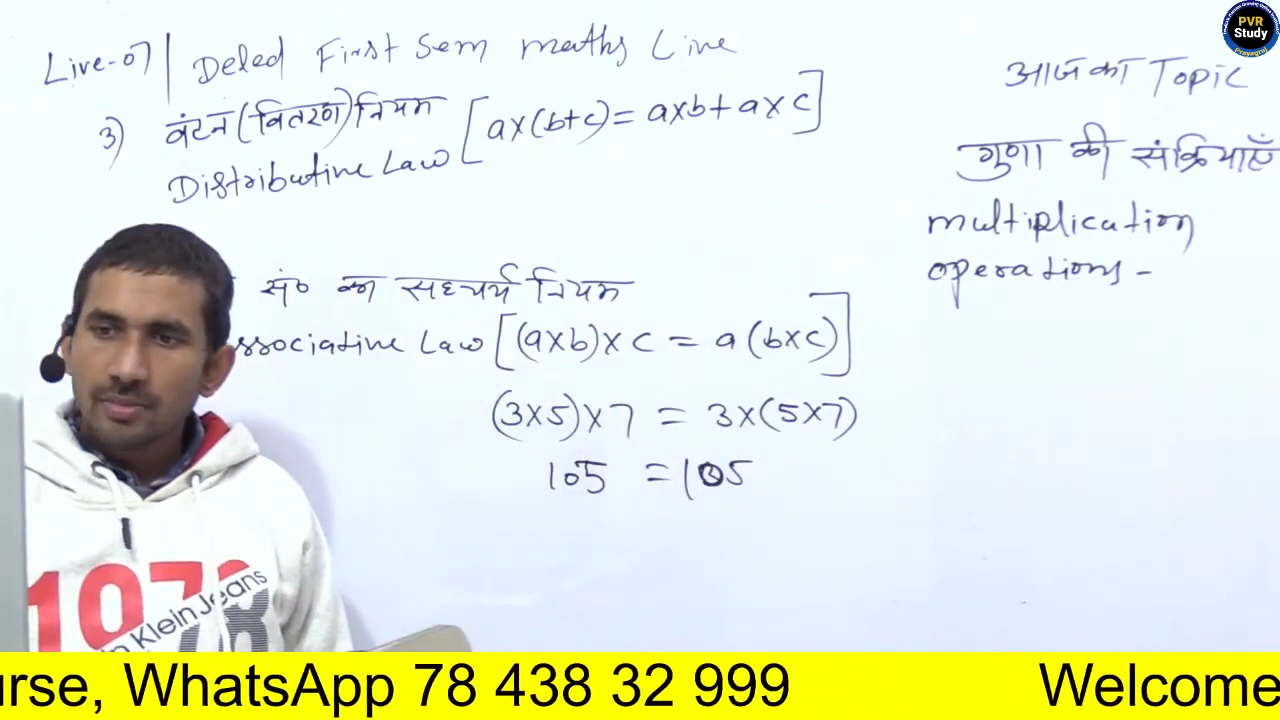 Live-07 | Deled First Sem maths Live
3) वंटन (वितरण) नियम [a×(b+c) = a×b + a×c]
Distributive Law
सं० का सहचर्य नियम
ssociative Law [(a×b)×c = a(b×c)]
(3×5)×7 = 3×(5×7)
105 = 105
आज का Topic
गुणा की संक्रियाएँ
multiplication
operations -
PVR
Study
Prayagraj
1978
n Klein Jeans
urse, WhatsApp 78 438 32 999 Welcome